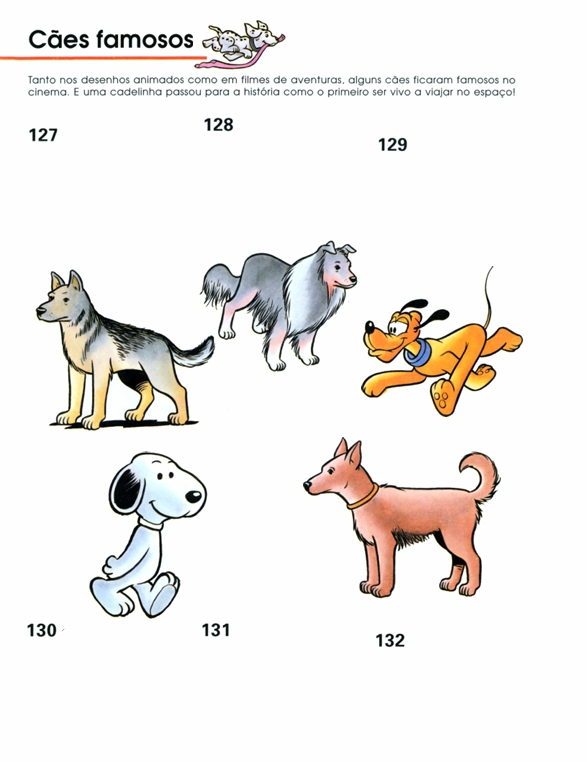 Cães famosos
Tanto nos desenhos animados como em filmes de aventuras, alguns cães ficaram famosos no
cinema. E uma cadelinha passou para a história como o primeiro ser vivo a viajar no espaço!
127
128
129
130
131
132